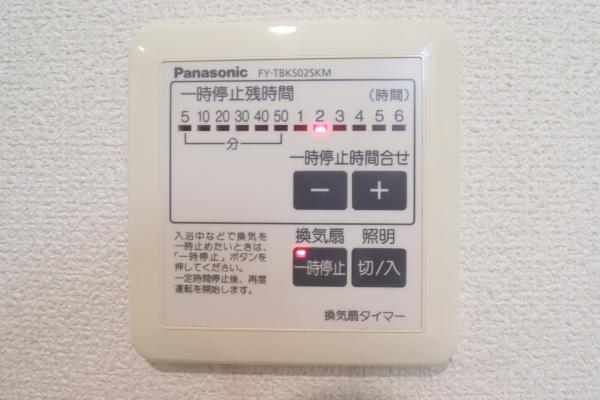 Panasonic FY-TBKS02SKM
一時停止残時間 (時間)
5 10 20 30 40 50 1 2 3 4 5 6
分
一時停止時間合せ
− +
入浴中などで換気を
一時止めたいときは、
「一時停止」ボタンを
押してください。
一定時間停止後、再度
運転を開始します。
換気扇 照明
一時停止 切/入
換気扇タイマー